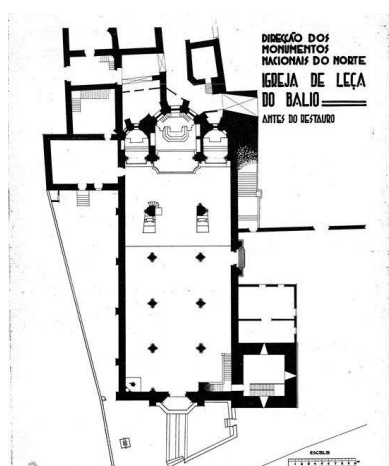 DIRECÇÃO DOS
MONUMENTOS
NACIONAIS DO NORTE
IGREJA DE LEÇA
DO BALIO
ANTES DO RESTAURO
ESCALA